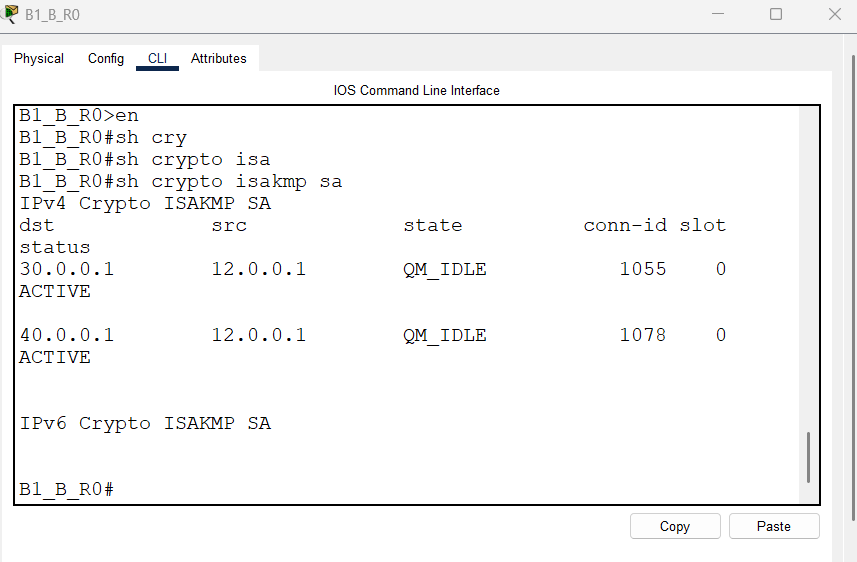 B1_B_R0
Physical Config CLI Attributes
IOS Command Line Interface
B1_B_R0>en
B1_B_R0#sh cry
B1_B_R0#sh crypto isa
B1_B_R0#sh crypto isakmp sa
IPv4 Crypto ISAKMP SA
dst src state conn-id slot
status
30.0.0.1 12.0.0.1 QM_IDLE 1055 0
ACTIVE
40.0.0.1 12.0.0.1 QM_IDLE 1078 0
ACTIVE
IPv6 Crypto ISAKMP SA
B1_B_R0#
Copy Paste